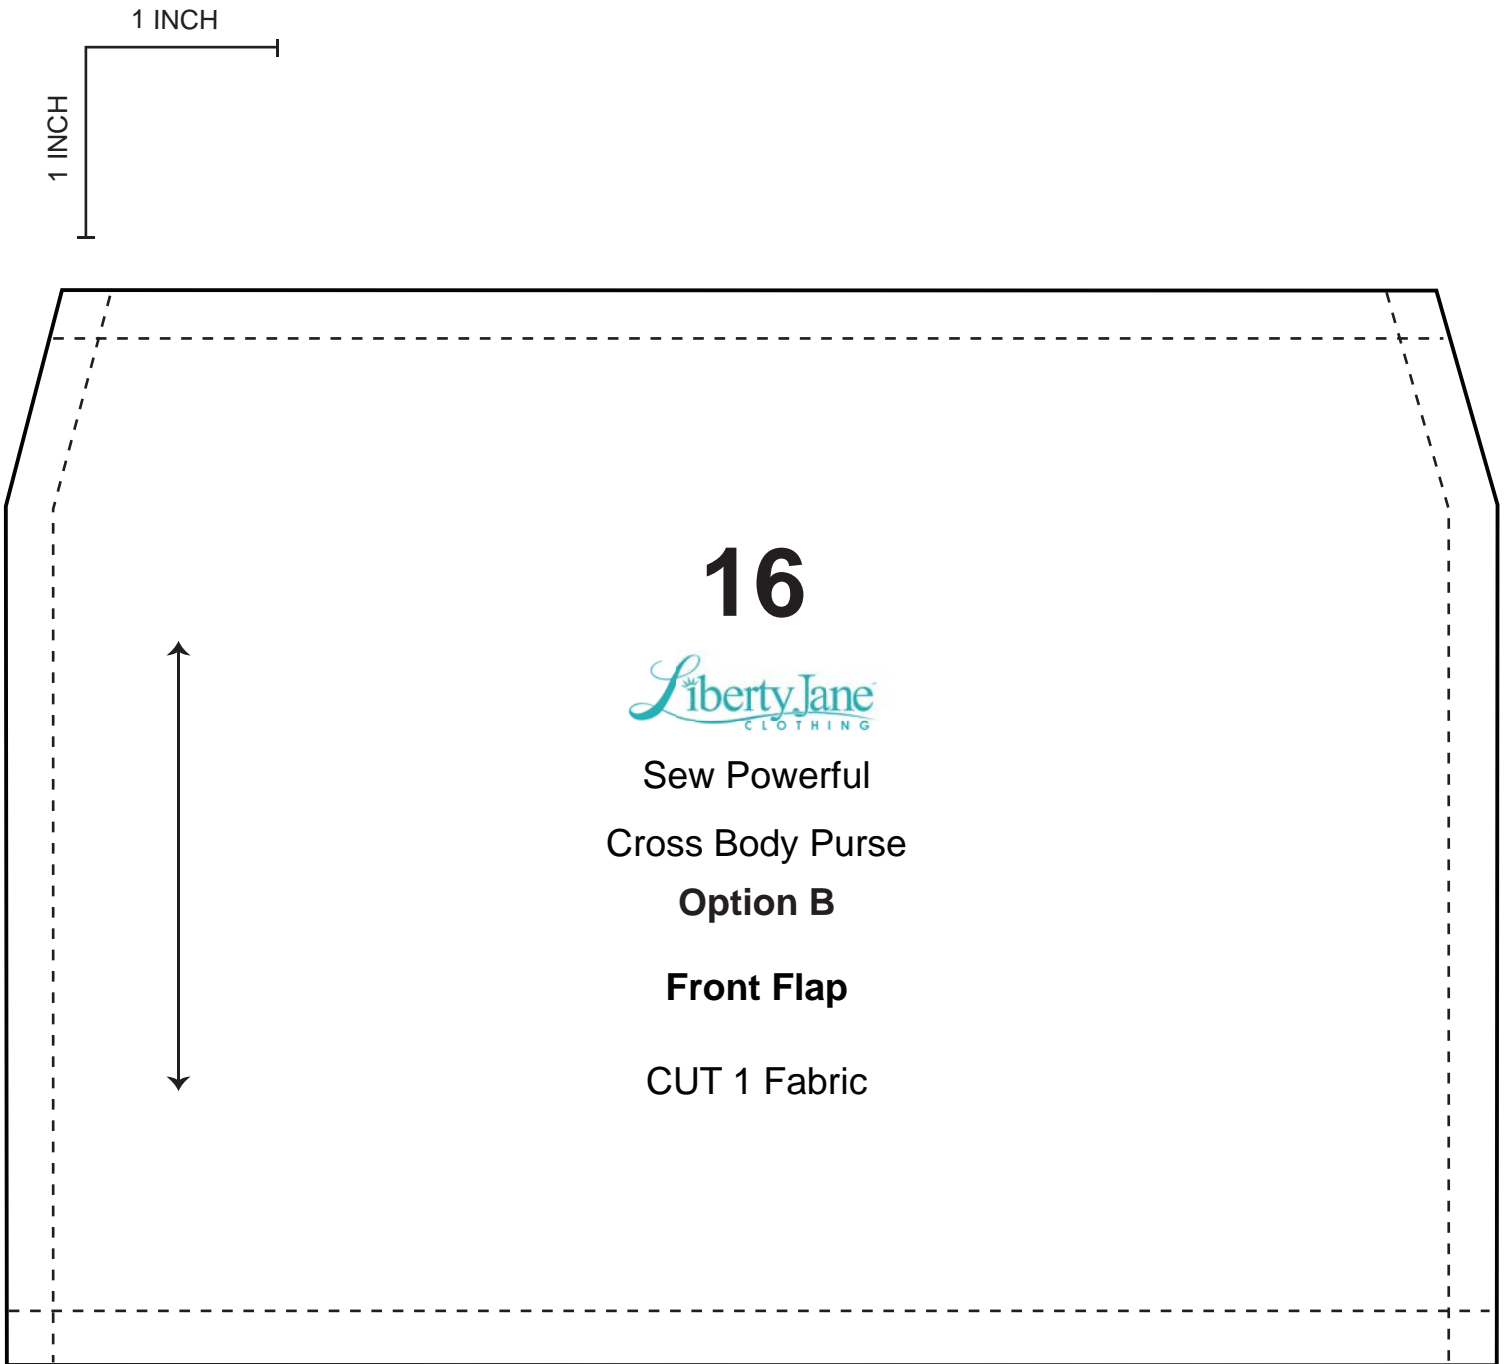 1 INCH
1 INCH
16
Liberty Jane
CLOTHING
Sew Powerful
Cross Body Purse
Option B
Front Flap
CUT 1 Fabric